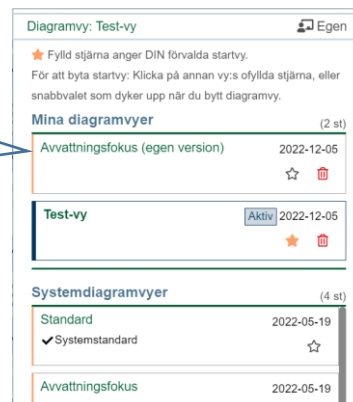 Diagramvy: Test-vy Egen
Fylld stjärna anger DIN förvalda startvy.
För att byta startvy: Klicka på annan vy:s ofyllda stjärna, eller
snabbvalet som dyker upp när du bytt diagramvy.
Mina diagramvyer (2 st)
Avvattningsfokus (egen version) 2022-12-05
Test-vy Aktiv 2022-12-05
Systemdiagramvyer (4 st)
Standard 2022-05-19
Systemstandard
Avvattningsfokus 2022-05-19